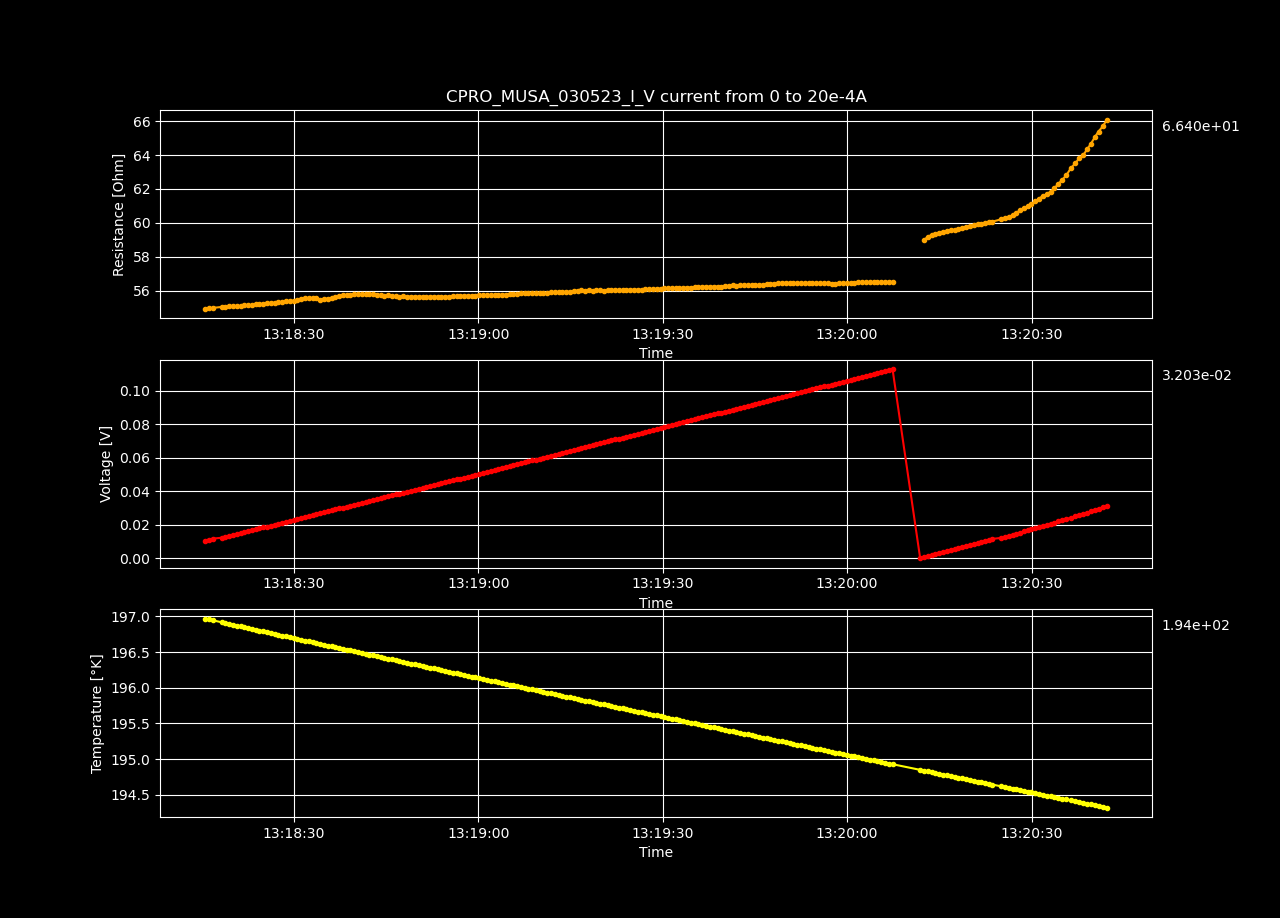 CPRO_MUSA_030523_I_V current from 0 to 20e-4A
66
64
62
60
58
56
Resistance [Ohm]
6.640e+01
13:18:30 13:19:00 13:19:30 13:20:00 13:20:30
Time
0.10
0.08
0.06
0.04
0.02
0.00
Voltage [V]
3.203e-02
13:18:30 13:19:00 13:19:30 13:20:00 13:20:30
Time
197.0
196.5
196.0
195.5
195.0
194.5
Temperature [°K]
1.94e+02
13:18:30 13:19:00 13:19:30 13:20:00 13:20:30
Time